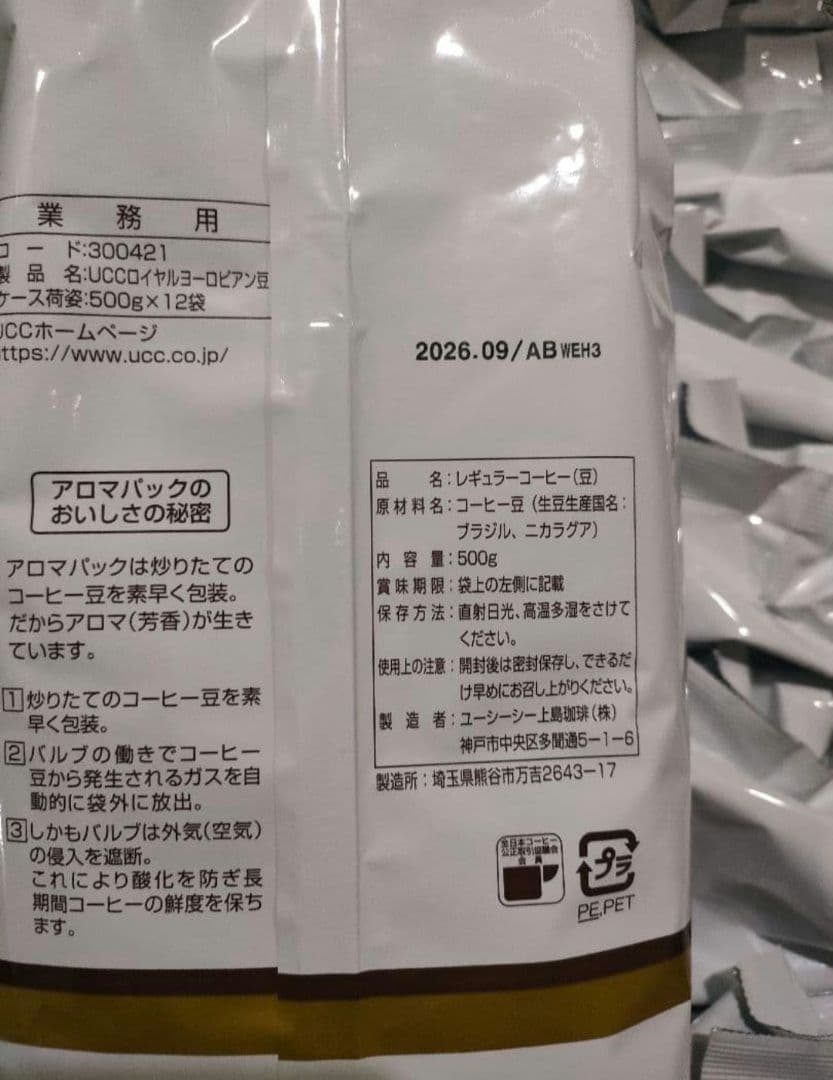 業務用
コード:300421
製品名:UCCロイヤルヨーロピアン豆
ケース荷姿:500g×12袋
UCCホームページ
https://www.ucc.co.jp/
アロマパックの
おいしさの秘密
アロマパックは炒りたての
コーヒー豆を素早く包装。
だからアロマ(芳香)が生き
ています。
1 炒りたてのコーヒー豆を素
早く包装。
2 バルブの働きでコーヒー
豆から発生されるガスを自
動的に袋外に放出。
3 しかもバルブは外気(空気)
の侵入を遮断。
これにより酸化を防ぎ長
期間コーヒーの鮮度を保ち
ます。
2026.09/AB WEH3
品名:レギュラーコーヒー(豆)
原材料名:コーヒー豆(生豆生産国名:
ブラジル、ニカラグア)
内容量:500g
賞味期限:袋上の左側に記載
保存方法:直射日光、高温多湿をさけて
ください。
使用上の注意:開封後は密封保存し、できるだ
け早めにお召し上がりください。
製造者:ユーシーシー上島珈琲(株)
神戸市中央区多聞通5-1-6
製造所:埼玉県熊谷市万吉2643-17
全日本コーヒー
公正取引協議会
会員
プラ
PE,PET